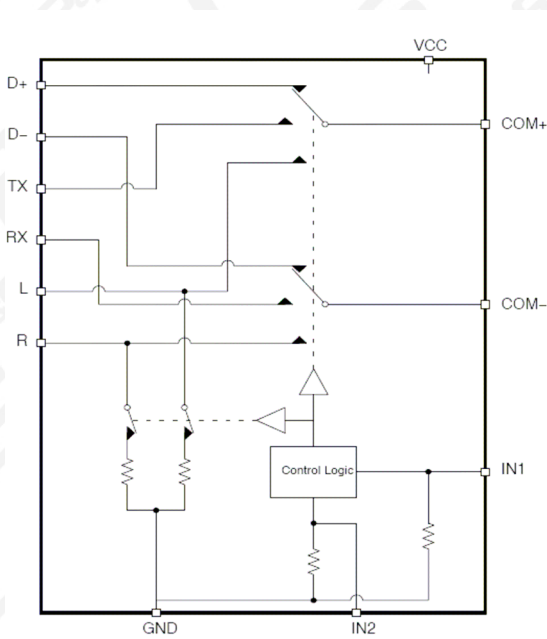 VCC
D+
COM+
D−
TX
RX
L
COM−
R
Control Logic
IN1
GND
IN2